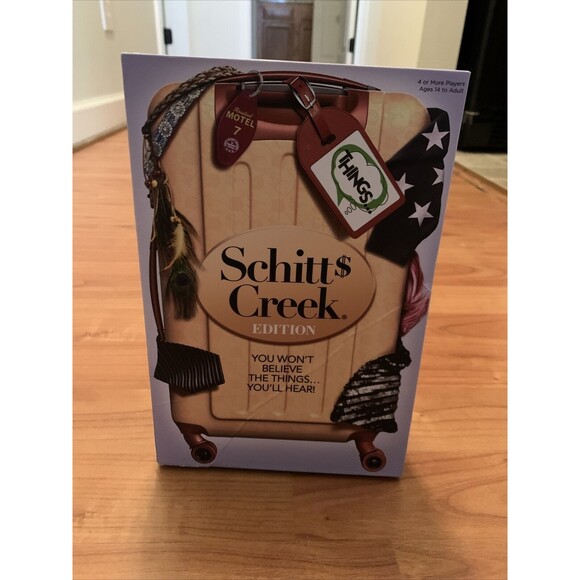 4 or More Players
Ages 14 to Adult
MOTEL
7
THINGS
Schitt$
Creek®
EDITION
YOU WON'T
BELIEVE
THE THINGS...
YOU'LL HEAR!